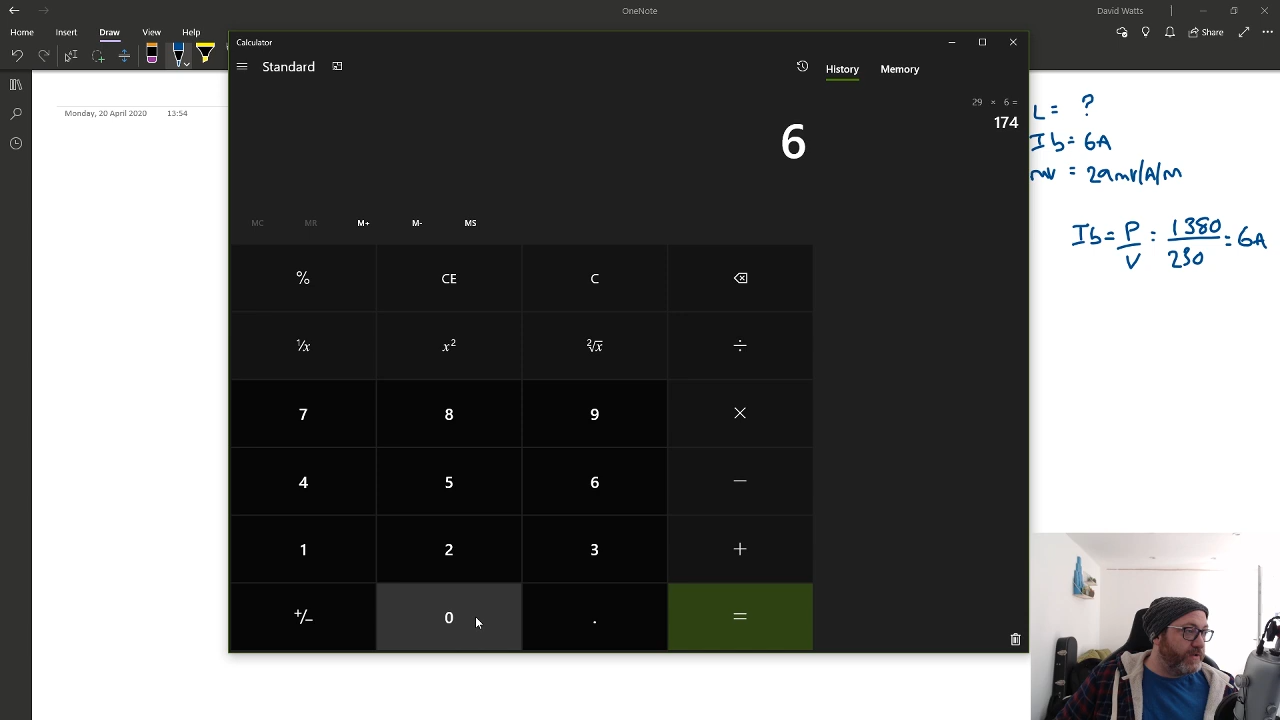 OneNote
David Watts
Home Insert Draw View Help
Share
Monday, 20 April 2020 13:54
Calculator
Standard
History Memory
29 × 6 =
174
6
MC MR M+ M- MS
% CE C
1/x x² ²√x ÷
7 8 9 ×
4 5 6 −
1 2 3 +
+/− 0 . =
L = ?
Ib = 6A
mv = 29mv/A/m
Ib = P/V = 1380/230 = 6A